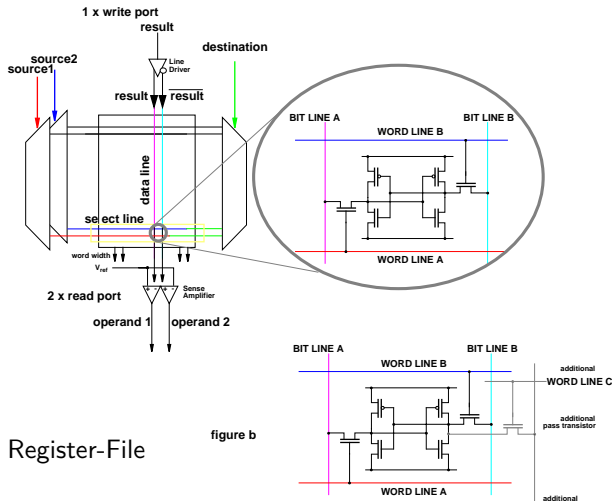 1 x write port
result
Line
Driver
source2
source1
destination
result
result
data line
select line
word width
Vref
2 x read port
Sense
Amplifier
operand 1
operand 2
BIT LINE A
BIT LINE B
WORD LINE B
WORD LINE A
BIT LINE A
BIT LINE B
WORD LINE B
additional
WORD LINE C
additional
pass transistor
figure b
WORD LINE A
additional
Register-File